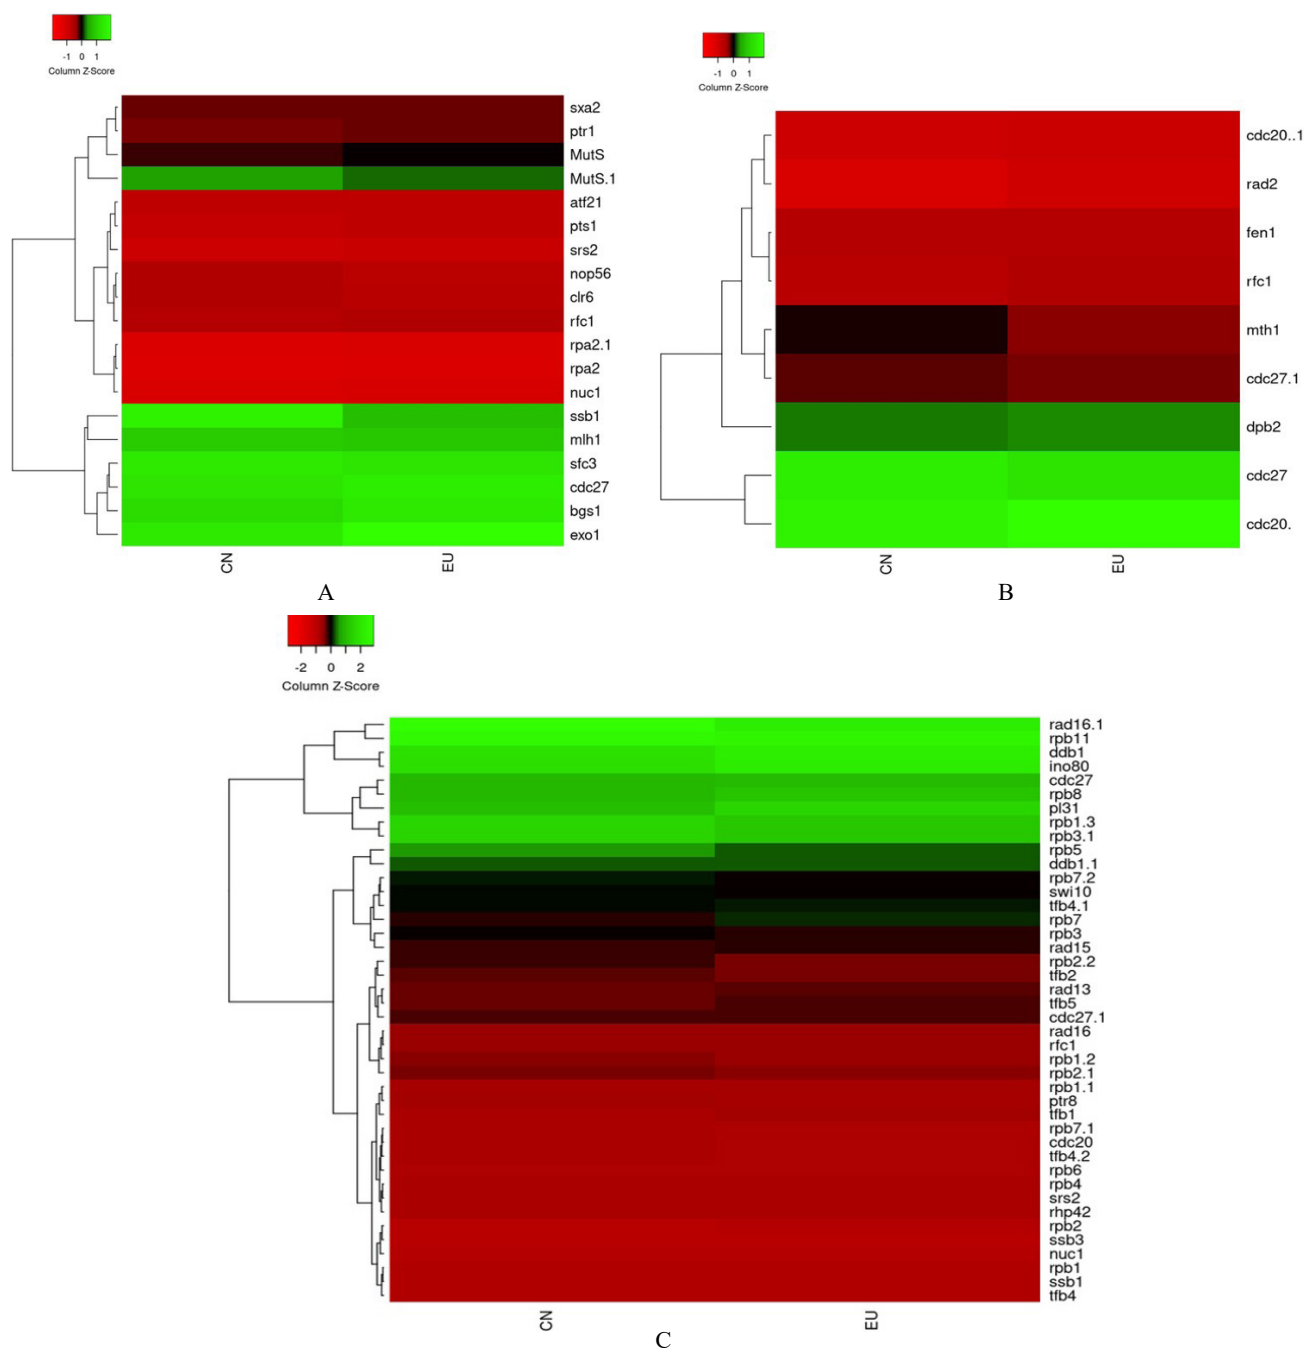 -1 0 1
Column Z-Score
sxa2
ptr1
MutS
MutS.1
atf21
pts1
srs2
nop56
clr6
rfc1
rpa2.1
rpa2
nuc1
ssb1
mlh1
sfc3
cdc27
bgs1
exo1
CN
EU
A
-1 0 1
Column Z-Score
cdc20..1
rad2
fen1
rfc1
mth1
cdc27.1
dpb2
cdc27
cdc20.
CN
EU
B
-2 0 2
Column Z-Score
rad16.1
rpb11
ddb1
ino80
cdc27
rpb8
pl31
rpb1.3
rpb3.1
rpb5
ddb1.1
rpb7.2
swi10
tfb4.1
rpb7
rpb3
rad15
rpb2.2
tfb2
rad13
tfb5
cdc27.1
rad16
rfc1
rpb1.2
rpb2.1
rpb1.1
ptr8
tfb1
rpb7.1
cdc20
tfb4.2
rpb6
rpb4
srs2
rhp42
rpb2
ssb3
nuc1
rpb1
ssb1
tfb4
CN
EU
C